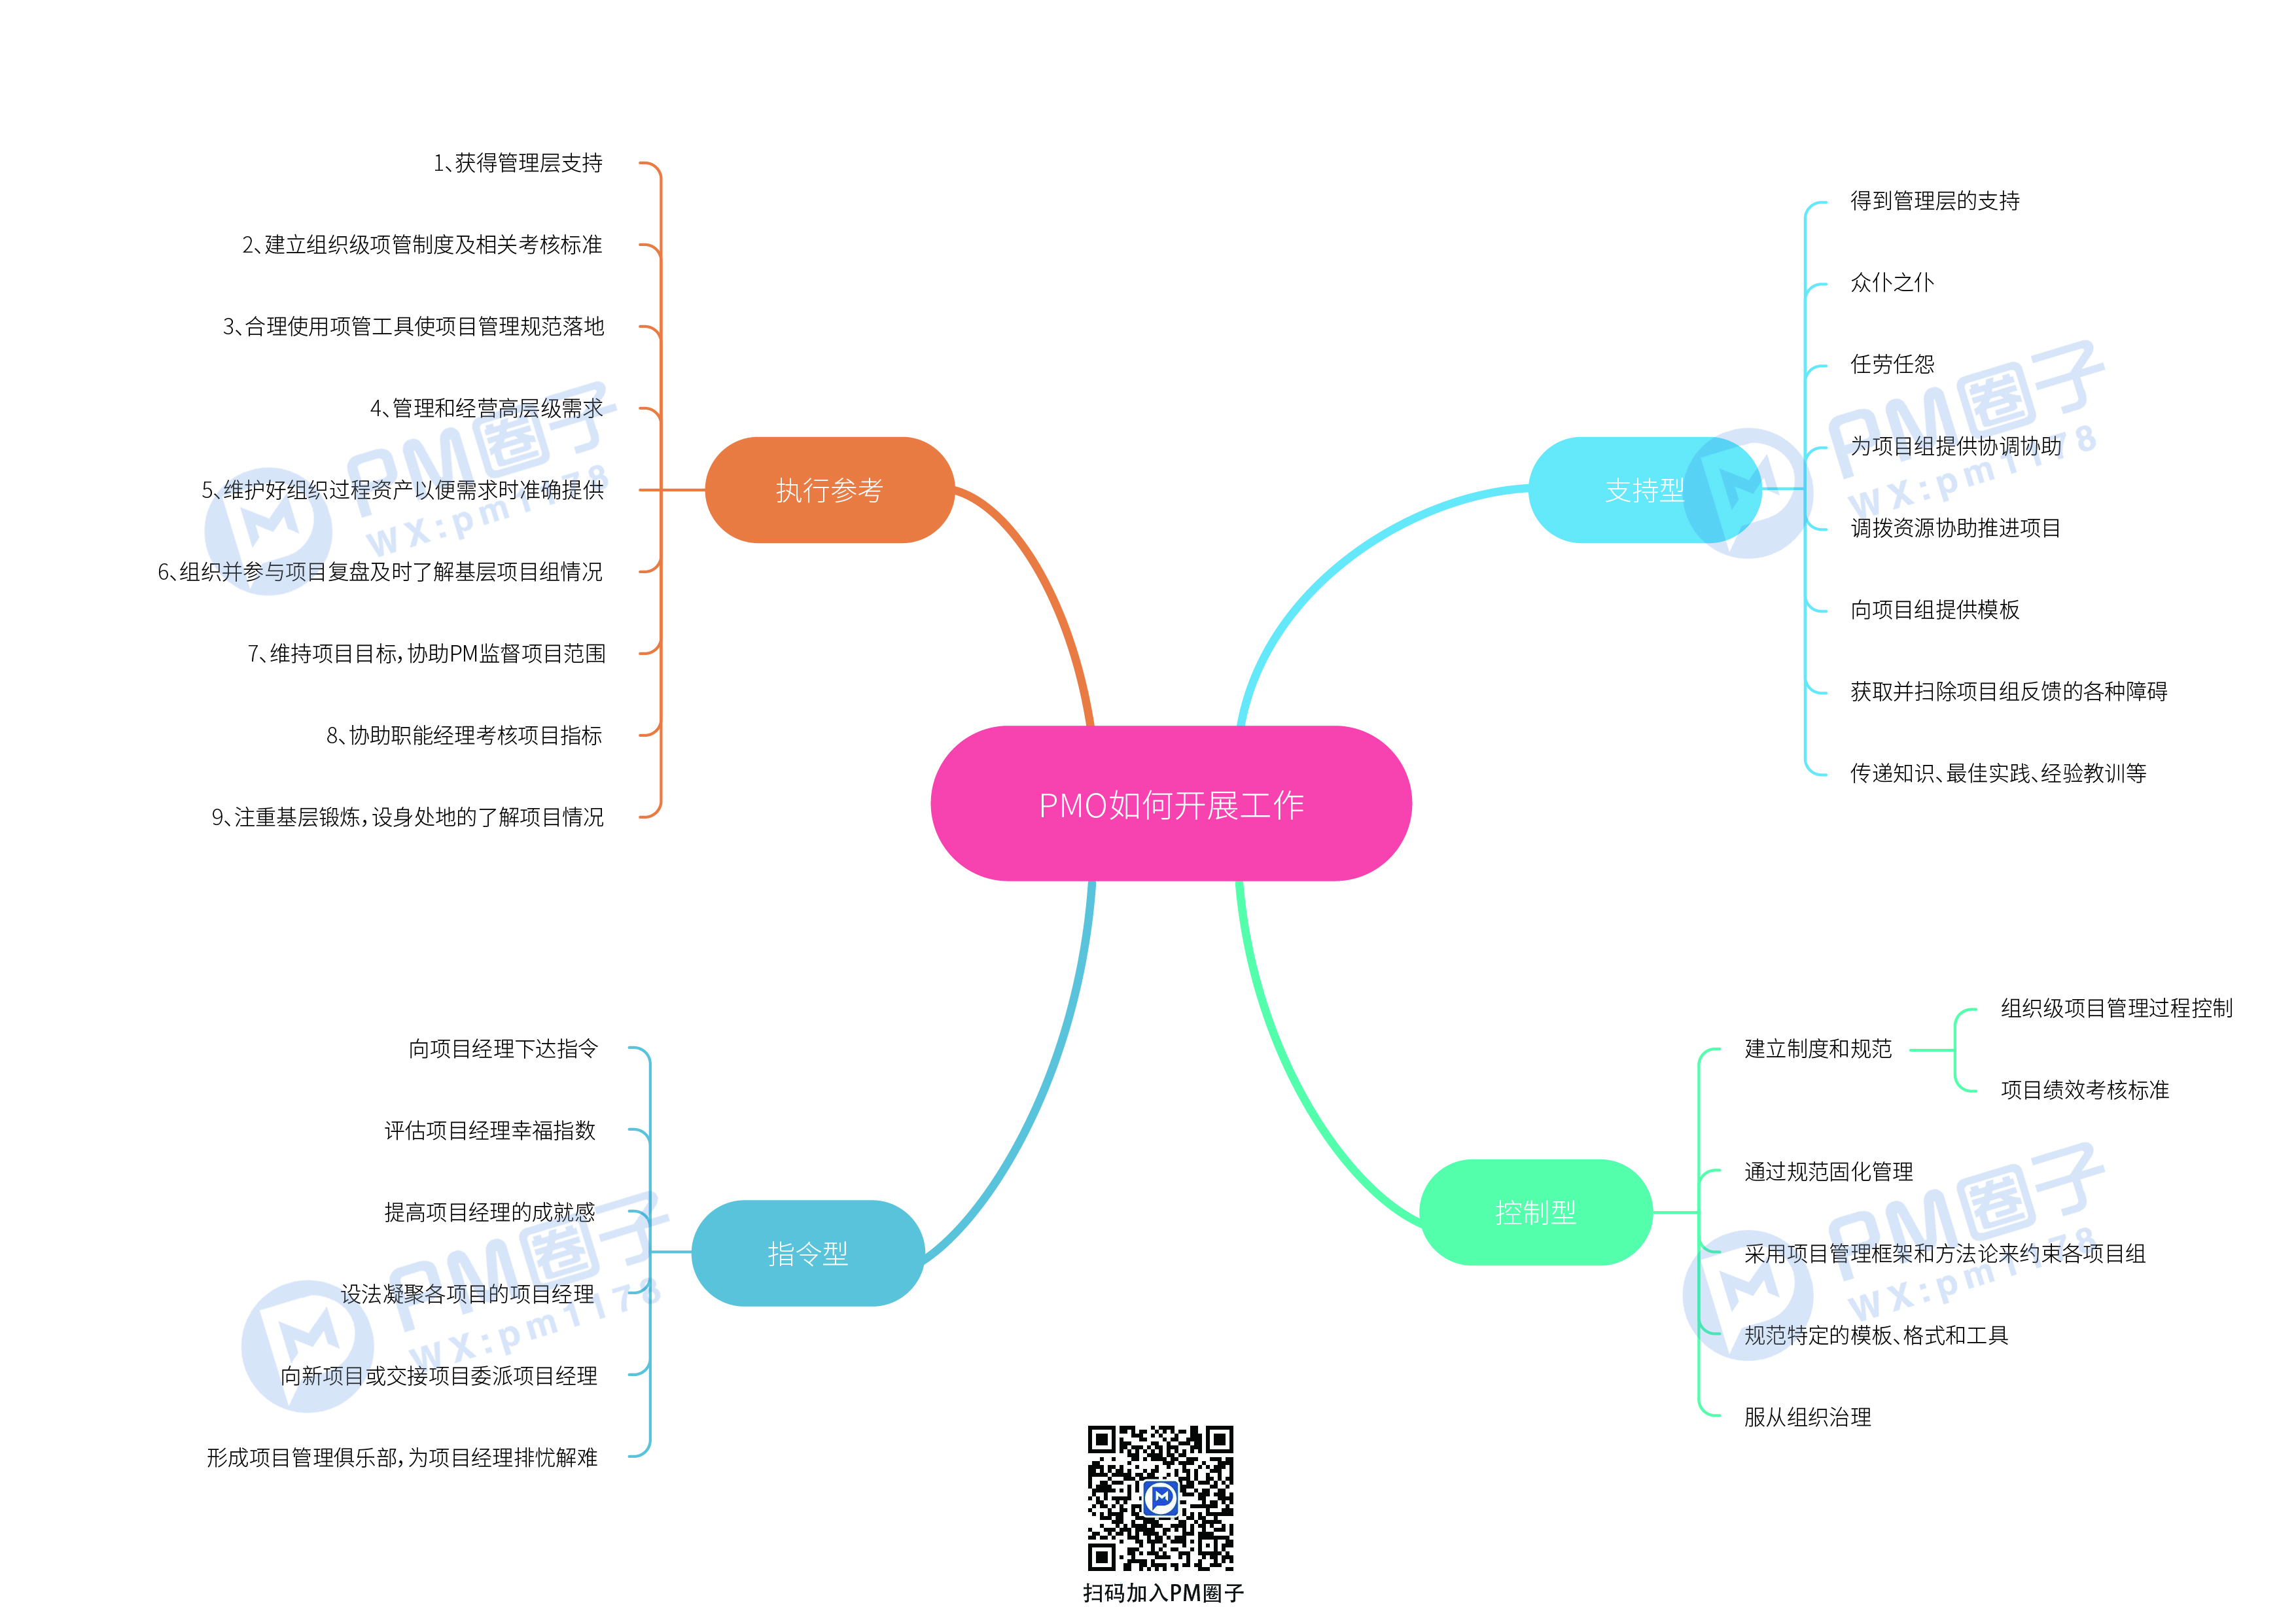 PMO如何开展工作
执行参考
1、获得管理层支持
2、建立组织级项管制度及相关考核标准
3、合理使用项管工具使项目管理规范落地
4、管理和经营高层级需求
5、维护好组织过程资产以便需求时准确提供
6、组织并参与项目复盘及时了解基层项目组情况
7、维持项目目标，协助PM监督项目范围
8、协助职能经理考核项目指标
9、注重基层锻炼，设身处地的了解项目情况
支持型
得到管理层的支持
众仆之仆
任劳任怨
为项目组提供协调协助
调拨资源协助推进项目
向项目组提供模板
获取并扫除项目组反馈的各种障碍
传递知识、最佳实践、经验教训等
指令型
向项目经理下达指令
评估项目经理幸福指数
提高项目经理的成就感
设法凝聚各项目的项目经理
向新项目或交接项目委派项目经理
形成项目管理俱乐部，为项目经理排忧解难
控制型
建立制度和规范
组织级项目管理过程控制
项目绩效考核标准
通过规范固化管理
采用项目管理框架和方法论来约束各项目组
规范特定的模板、格式和工具
服从组织治理
扫码加入PM圈子
PM圈子
WX:pm1178
PM圈子
WX:pm1178
PM圈子
WX:pm1178
PM圈子
WX:pm1178